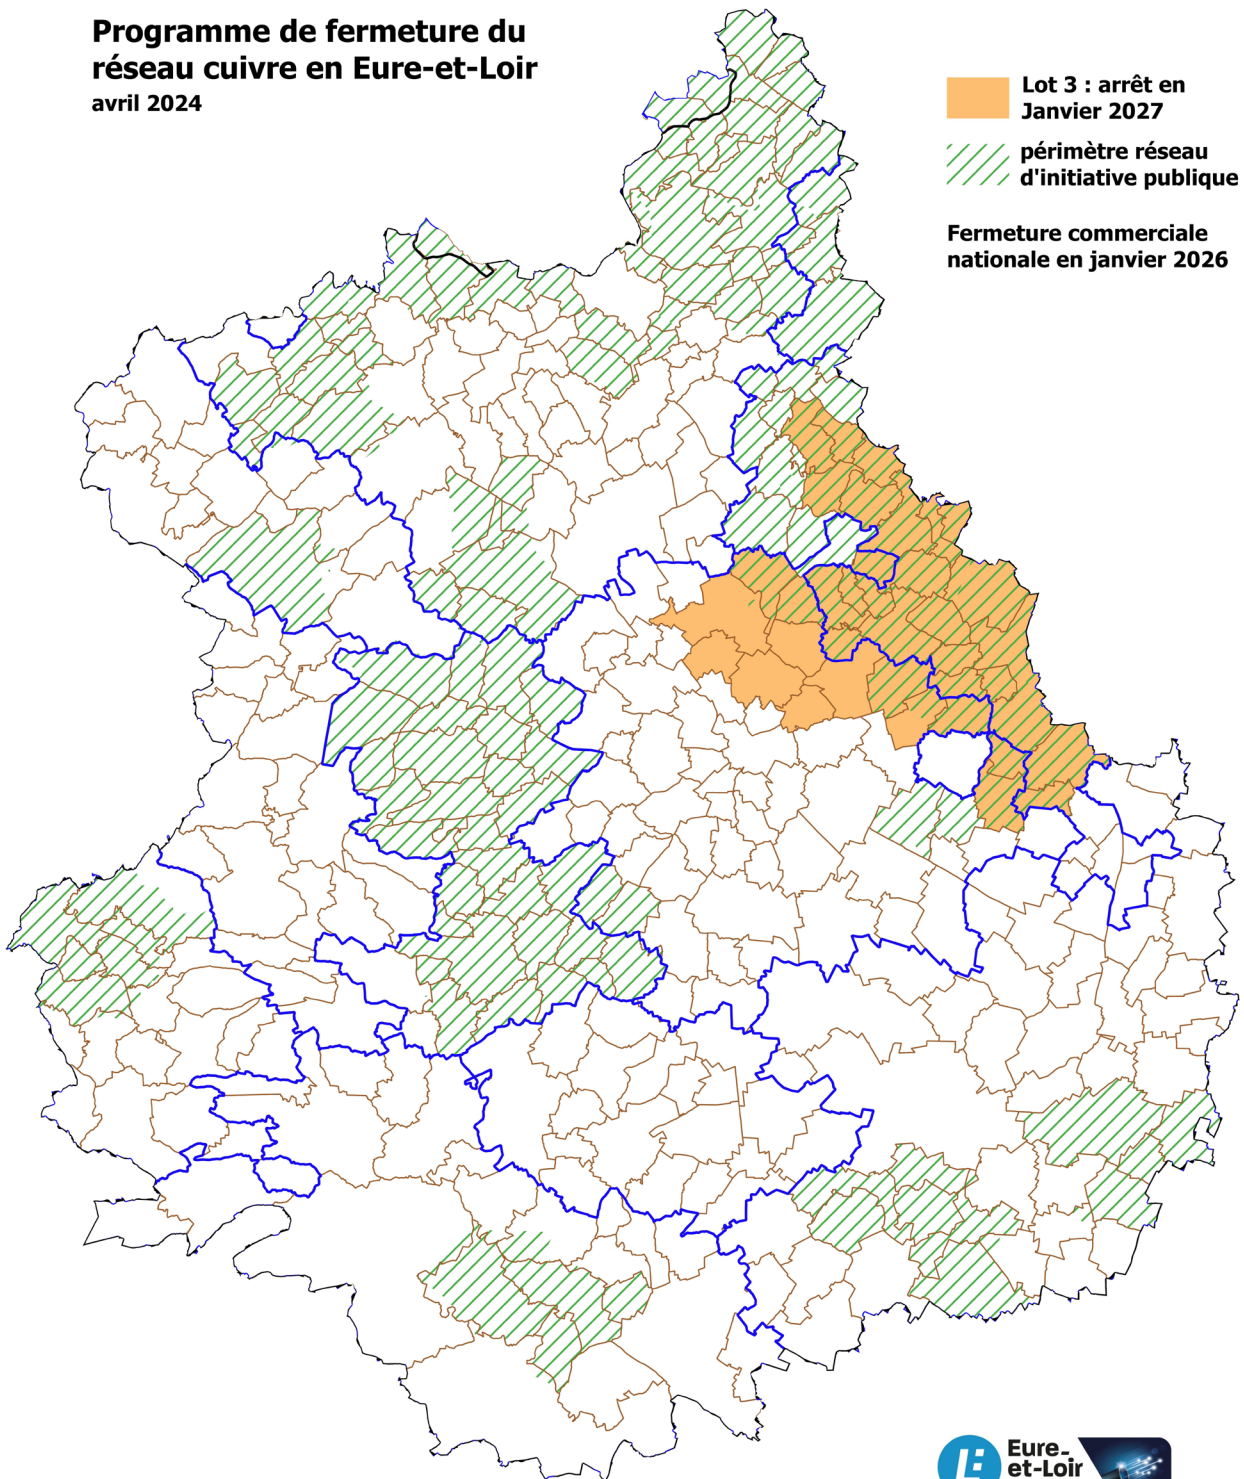 Programme de fermeture du
réseau cuivre en Eure-et-Loir
avril 2024
Lot 3 : arrêt en
Janvier 2027
périmètre réseau
d'initiative publique
Fermeture commerciale
nationale en janvier 2026
Eure-
et-Loir